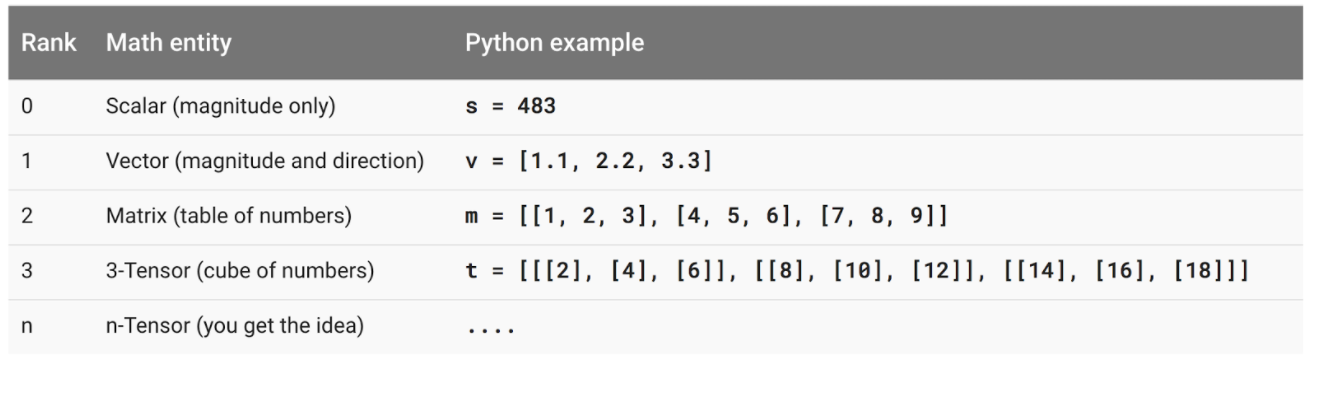 Rank Math entity Python example
0 Scalar (magnitude only) s = 483
1 Vector (magnitude and direction) v = [1.1, 2.2, 3.3]
2 Matrix (table of numbers) m = [[1, 2, 3], [4, 5, 6], [7, 8, 9]]
3 3-Tensor (cube of numbers) t = [[[2], [4], [6]], [[8], [10], [12]], [[14], [16], [18]]]
n n-Tensor (you get the idea) ....